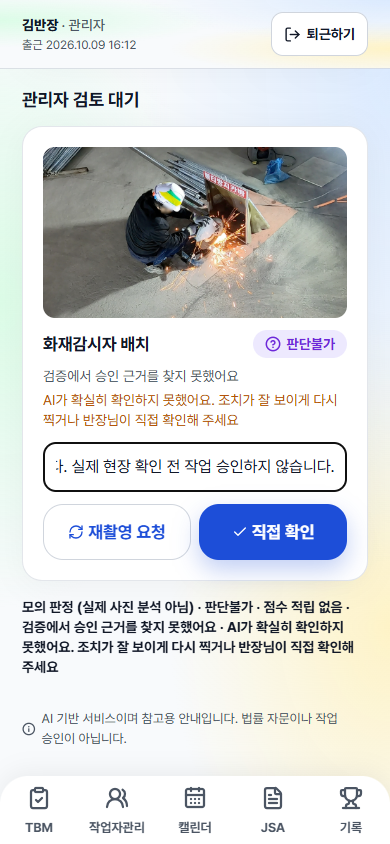 김반장 · 관리자
출근 2026.10.09 16:12
퇴근하기
관리자 검토 대기
화재감시자 배치
판단불가
검증에서 승인 근거를 찾지 못했어요
AI가 확실히 확인하지 못했어요. 조치가 잘 보이게 다시
찍거나 반장님이 직접 확인해 주세요
다. 실제 현장 확인 전 작업 승인하지 않습니다.
재촬영 요청
직접 확인
모의 판정 (실제 사진 분석 아님) · 판단불가 · 점수 적립 없음 ·
검증에서 승인 근거를 찾지 못했어요 · AI가 확실히 확인하지
못했어요. 조치가 잘 보이게 다시 찍거나 반장님이 직접 확인해
주세요
AI 기반 서비스이며 참고용 안내입니다. 법률 자문이나 작업
승인이 아닙니다.
TBM
작업자관리
캘린더
JSA
기록